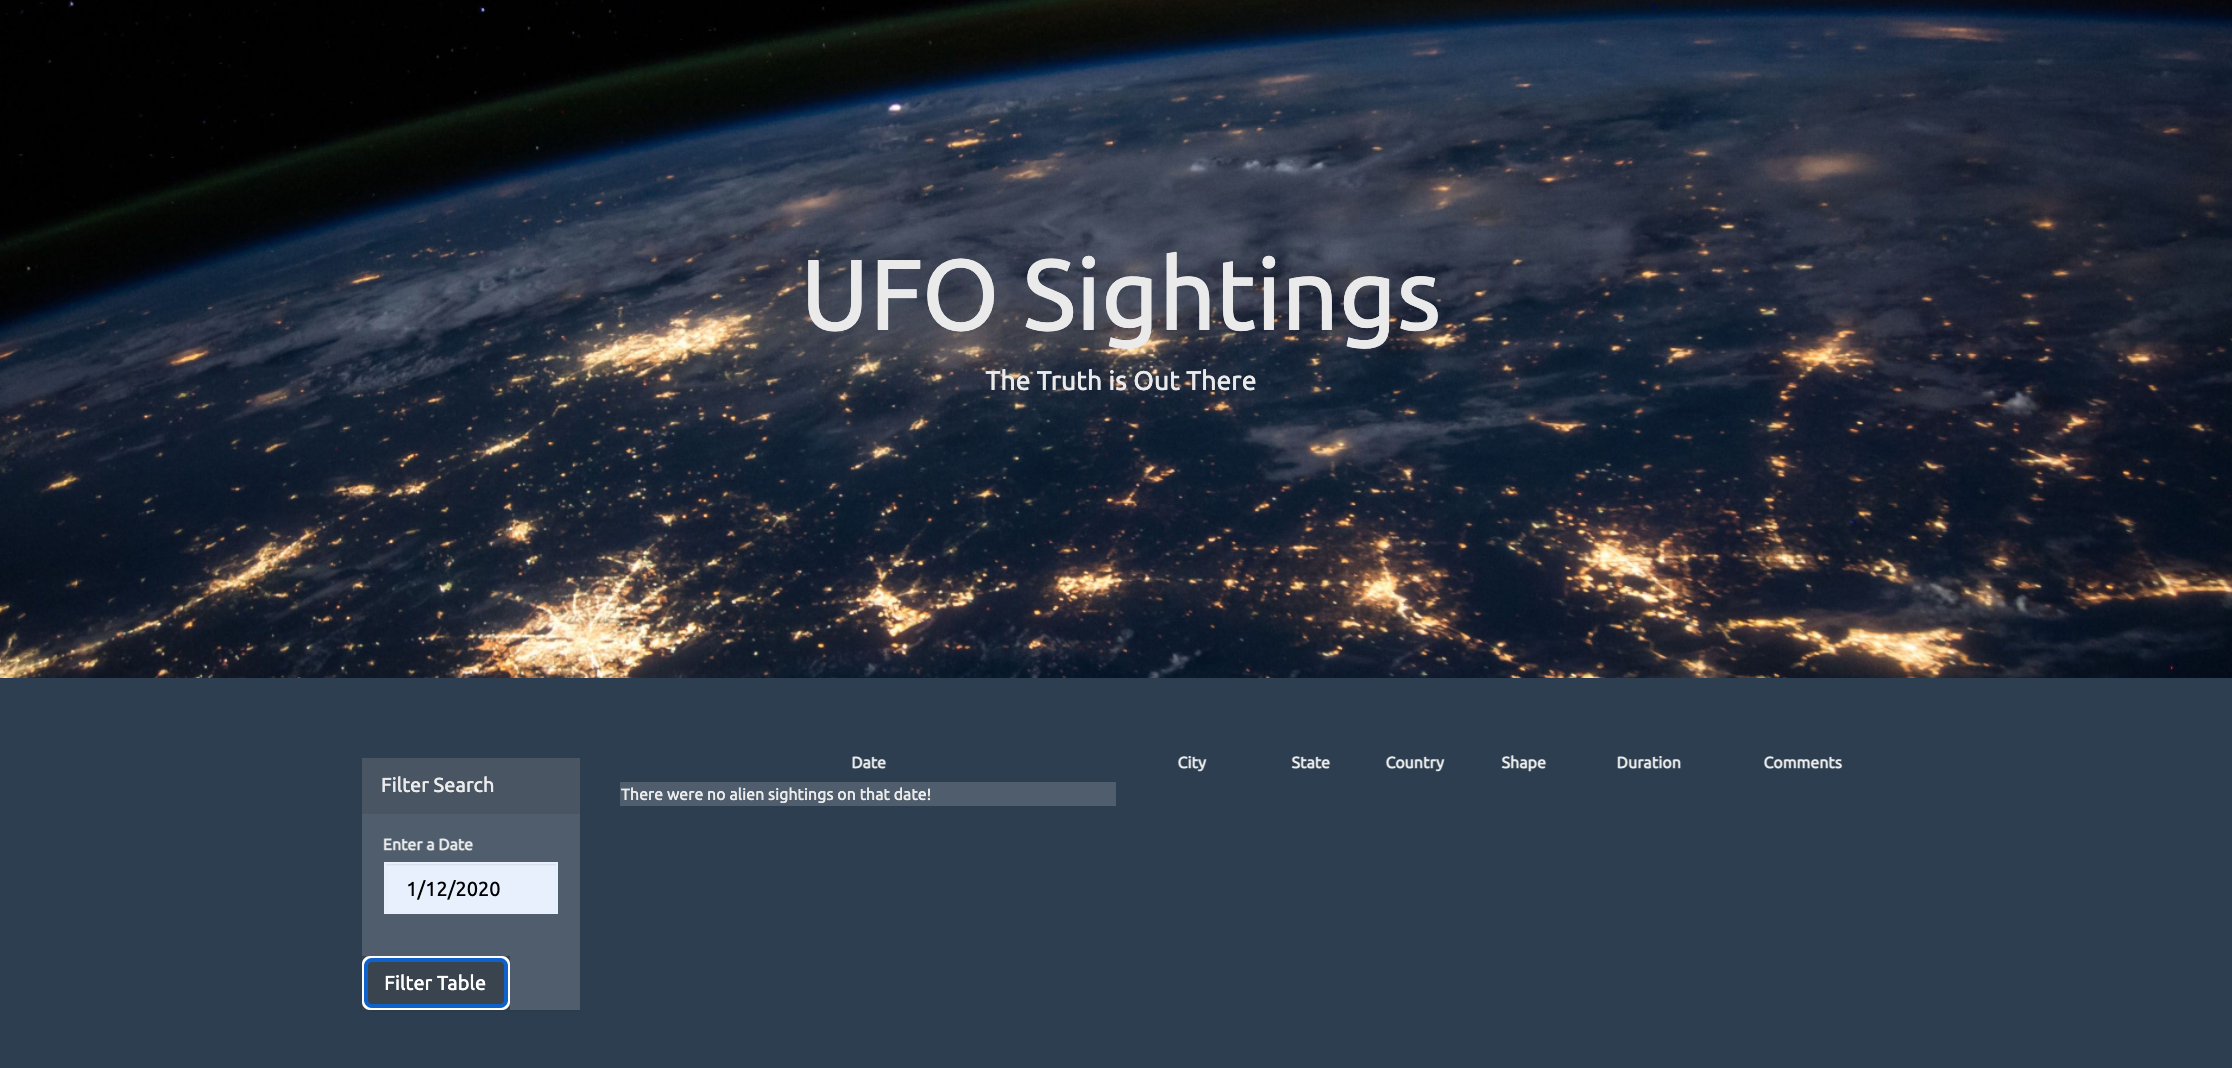 UFO Sightings
The Truth is Out There
Filter Search
Enter a Date
1/12/2020
Filter Table
Date City State Country Shape Duration Comments
There were no alien sightings on that date!